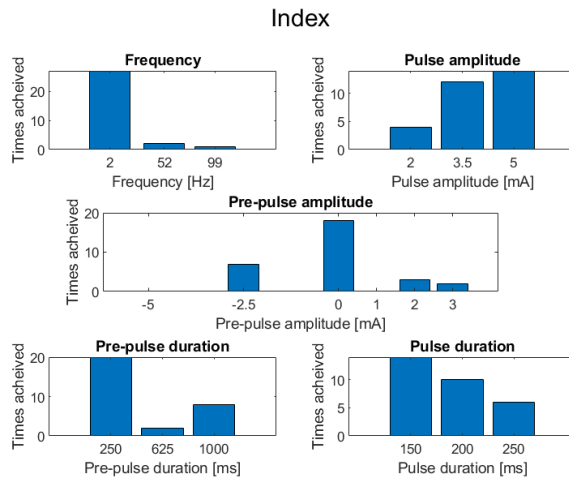 Index
Frequency
Times acheived
20
10
0
2 52 99
Frequency [Hz]
Pulse amplitude
Times acheived
10
5
0
2 3.5 5
Pulse amplitude [mA]
Pre-pulse amplitude
Times acheived
20
10
0
-5 -2.5 0 1 2 3
Pre-pulse amplitude [mA]
Pre-pulse duration
Times acheived
20
10
0
250 625 1000
Pre-pulse duration [ms]
Pulse duration
Times acheived
10
5
0
150 200 250
Pulse duration [ms]